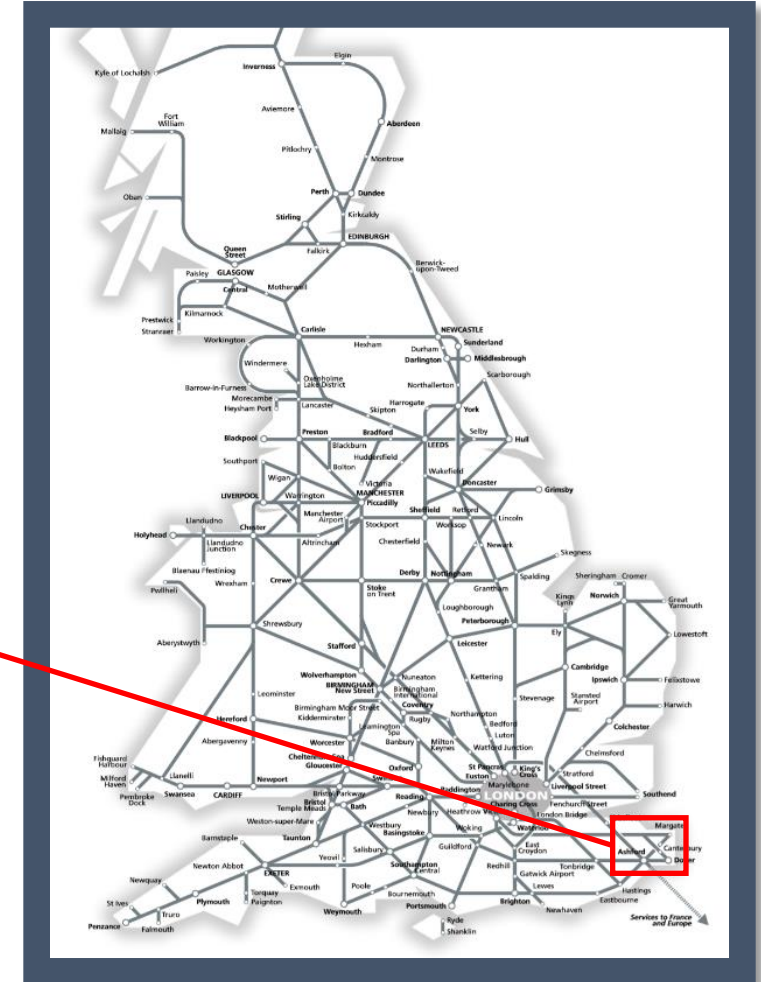 Elgin
Inverness
Kyle of Lochalsh
Aviemore
Fort
William
Mallaig
Aberdeen
Pitlochry
Montrose
Perth
Dundee
Oban
Stirling
Kirkcaldy
EDINBURGH
Queen
Street
Falkirk
Berwick-
upon-Tweed
Paisley
GLASGOW
Central
Motherwell
Prestwick
Kilmarnock
Stranraer
Carlisle
NEWCASTLE
Workington
Hexham
Sunderland
Durham
Windermere
Darlington
Middlesbrough
Oxenholme
Lake District
Scarborough
Barrow-in-Furness
Northallerton
Morecambe
Heysham Port
Lancaster
Harrogate
Skipton
York
Blackpool
Preston
Bradford
Selby
Hull
Blackburn
LEEDS
Huddersfield
Southport
Bolton
Wakefield
Wigan
Victoria
Doncaster
MANCHESTER
Piccadilly
LIVERPOOL
Warrington
Grimsby
Manchester
Airport
Sheffield
Retford
Llandudno
Stockport
Worksop
Lincoln
Holyhead
Chester
Llandudno
Junction
Altrincham
Chesterfield
Newark
Skegness
Blaenau Ffestiniog
Wrexham
Crewe
Derby
Nottingham
Spalding
Sheringham
Cromer
Pwllheli
Stoke
on Trent
Grantham
Kings
Lynn
Norwich
Great
Yarmouth
Loughborough
Shrewsbury
Peterborough
Ely
Lowestoft
Aberystwyth
Stafford
Leicester
Wolverhampton
Nuneaton
Cambridge
BIRMINGHAM
New Street
Birmingham
International
Kettering
Ipswich
Felixstowe
Leominster
Coventry
Stevenage
Stansted
Airport
Harwich
Birmingham Moor Street
Kidderminster
Rugby
Northampton
Hereford
Leamington
Spa
Bedford
Colchester
Abergavenny
Worcester
Banbury
Milton
Keynes
Luton
Watford Junction
Chelmsford
Fishguard
Harbour
Cheltenham Spa
Gloucester
Oxford
St Pancras
Euston
King's
Cross
Stratford
Milford
Haven
Llanelli
Newport
Marylebone
Liverpool Street
Pembroke
Dock
Swansea
CARDIFF
Bristol Parkway
Reading
Paddington
LONDON
Southend
Bristol
Temple Meads
Bath
Newbury
Heathrow
Charing Cross
Fenchurch Street
London Bridge
Weston-super-Mare
Westbury
Basingstoke
Woking
Waterloo
Margate
Barnstaple
Taunton
Salisbury
Guildford
East
Croydon
Ashford
Canterbury
Dover
Yeovil
Newton Abbot
Southampton
Central
Redhill
Tonbridge
Gatwick Airport
EXETER
Newquay
Exmouth
Poole
Lewes
Hastings
St Ives
Plymouth
Torquay
Paignton
Bournemouth
Eastbourne
Truro
Weymouth
Portsmouth
Brighton
Newhaven
Penzance
Falmouth
Ryde
Shanklin
Services to France
and Europe